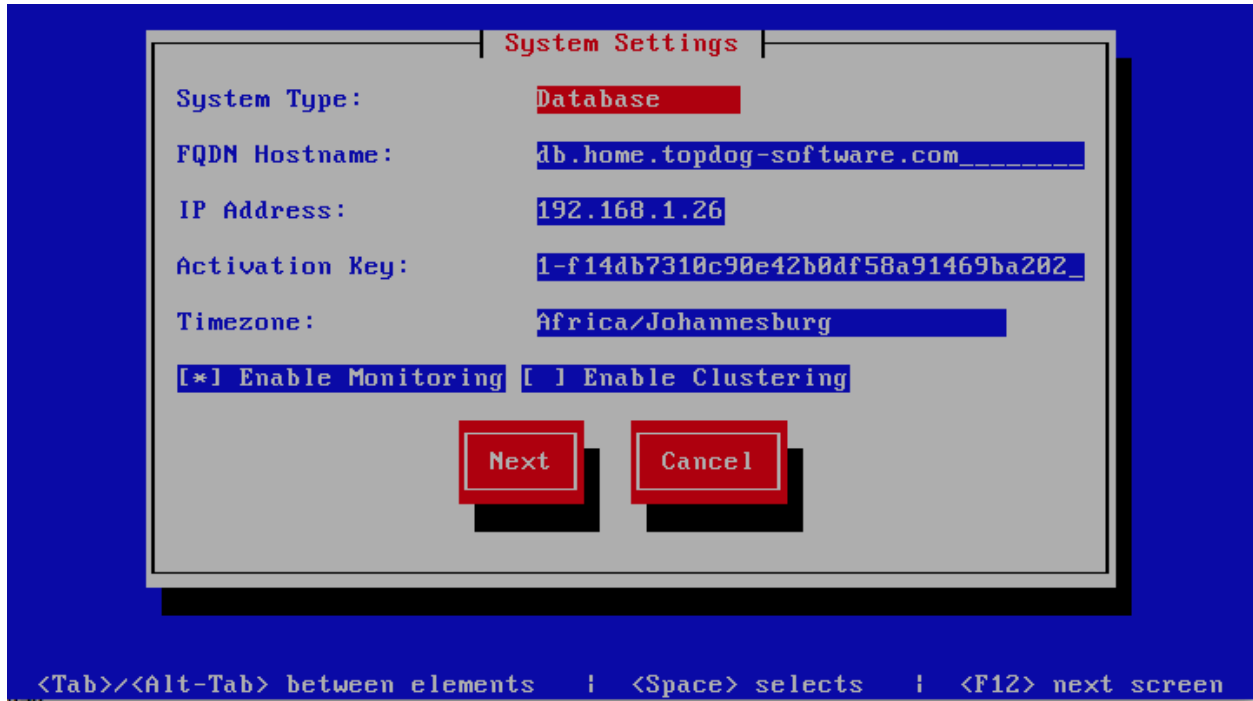 System Settings
System Type: Database
FQDN Hostname: db.home.topdog-software.com________
IP Address: 192.168.1.26
Activation Key: 1-f14db7310c90e42b0df58a91469ba202_
Timezone: Africa/Johannesburg
[*] Enable Monitoring [ ] Enable Clustering
Next Cancel
<Tab>/<Alt-Tab> between elements | <Space> selects | <F12> next screen